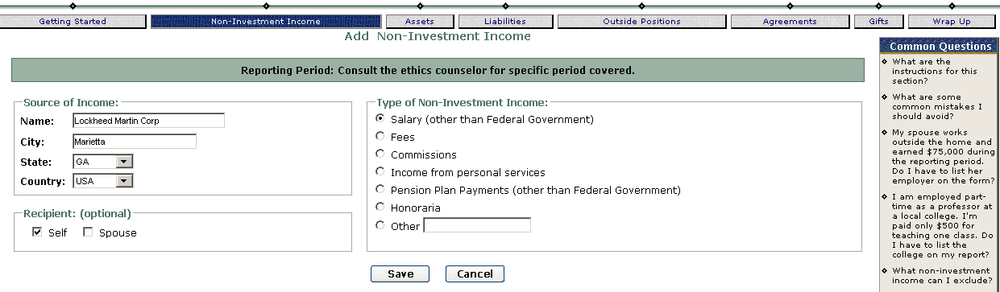 Getting Started
Non-Investment Income
Assets
Liabilities
Outside Positions
Agreements
Gifts
Wrap Up
Add Non-Investment Income
Reporting Period: Consult the ethics counselor for specific period covered.
Source of Income:
Name: Lockheed Martin Corp
City: Marietta
State: GA
Country: USA
Recipient: (optional)
Self Spouse
Type of Non-Investment Income:
Salary (other than Federal Government)
Fees
Commissions
Income from personal services
Pension Plan Payments (other than Federal Government)
Honoraria
Other
Save Cancel
Common Questions
What are the
instructions for this
section?
What are some
common mistakes I
should avoid?
My spouse works
outside the home and
earned $75,000 during
the reporting period.
Do I have to list her
employer on the form?
I am employed part-
time as a professor at
a local college. I'm
paid only $500 for
teaching one class. Do
I have to list the
college on my report?
What non-investment
income can I exclude?